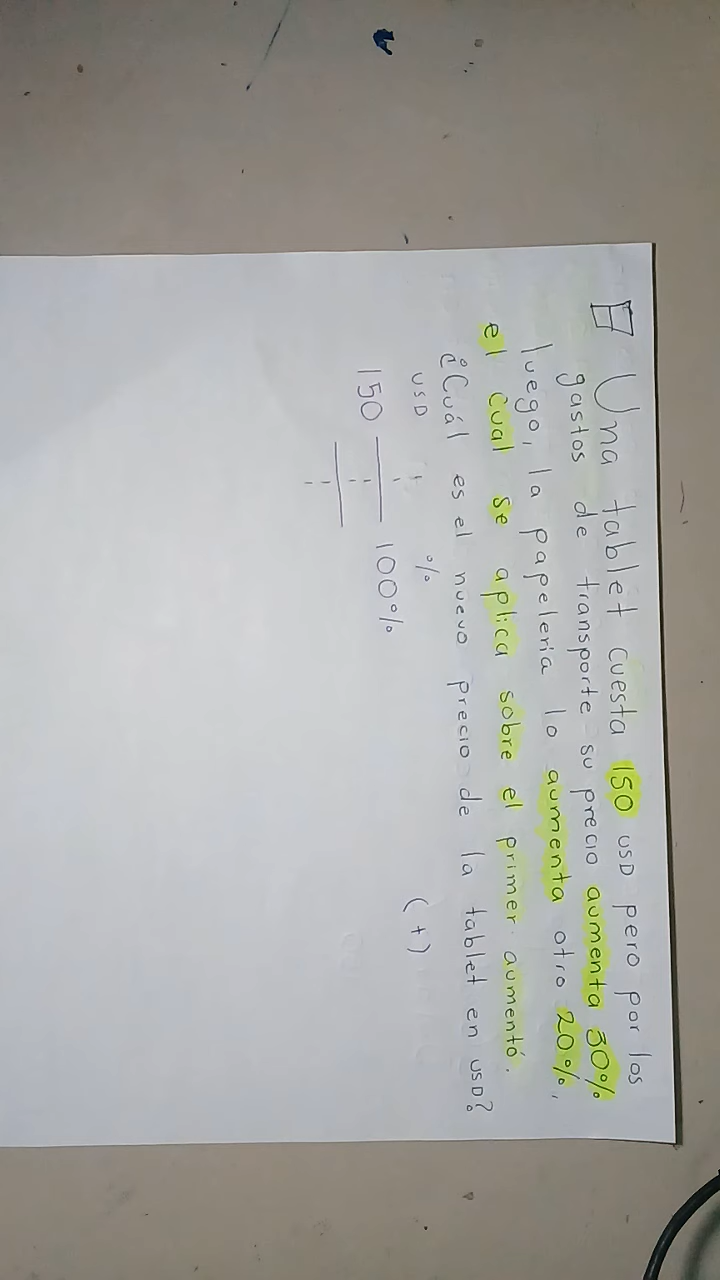 Una tablet cuesta 150 USD pero por los
gastos de transporte su precio aumenta 30%
luego, la papelería lo aumenta otro 20%,
el cual se aplica sobre el primer aumentó.
¿Cuál es el nuevo precio de la tablet en USD?
USD % (+)
150 100%